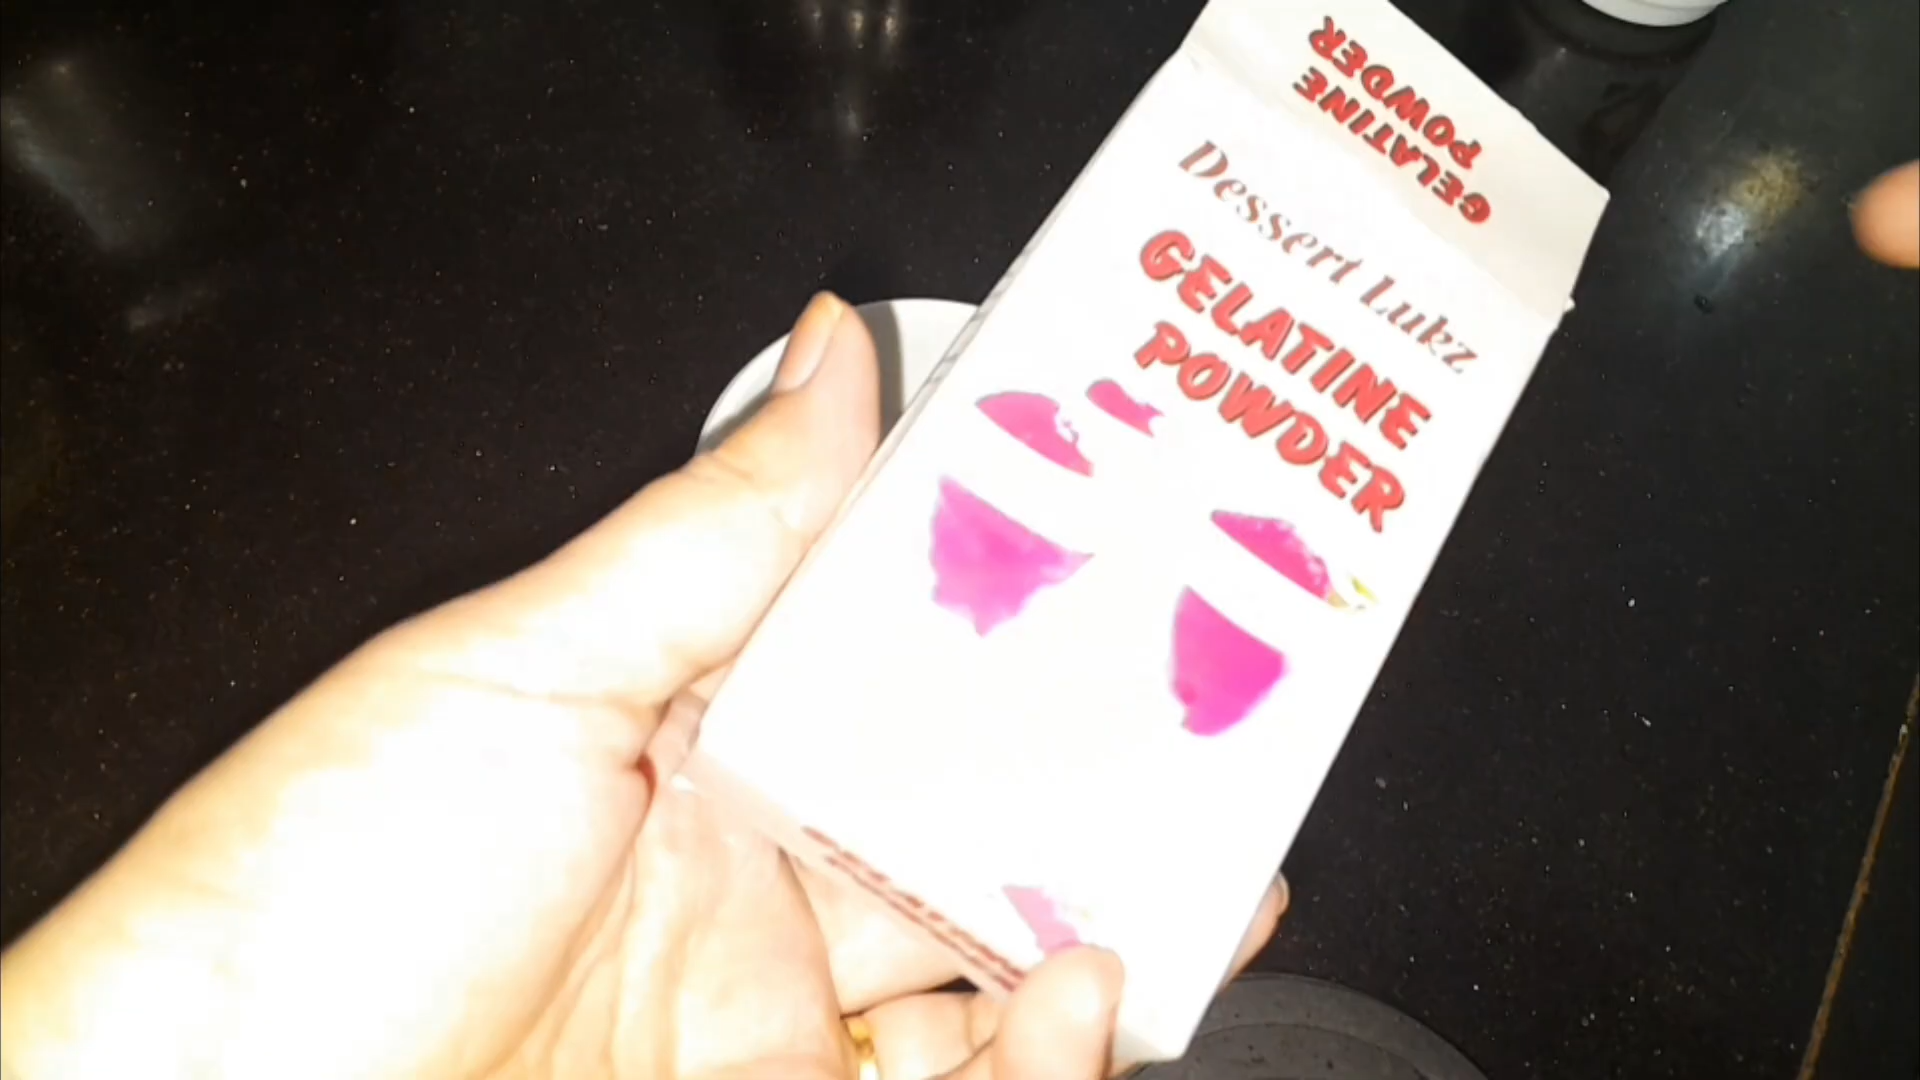 GELATINE
POWDER
Dessert Lukz
GELATINE
POWDER